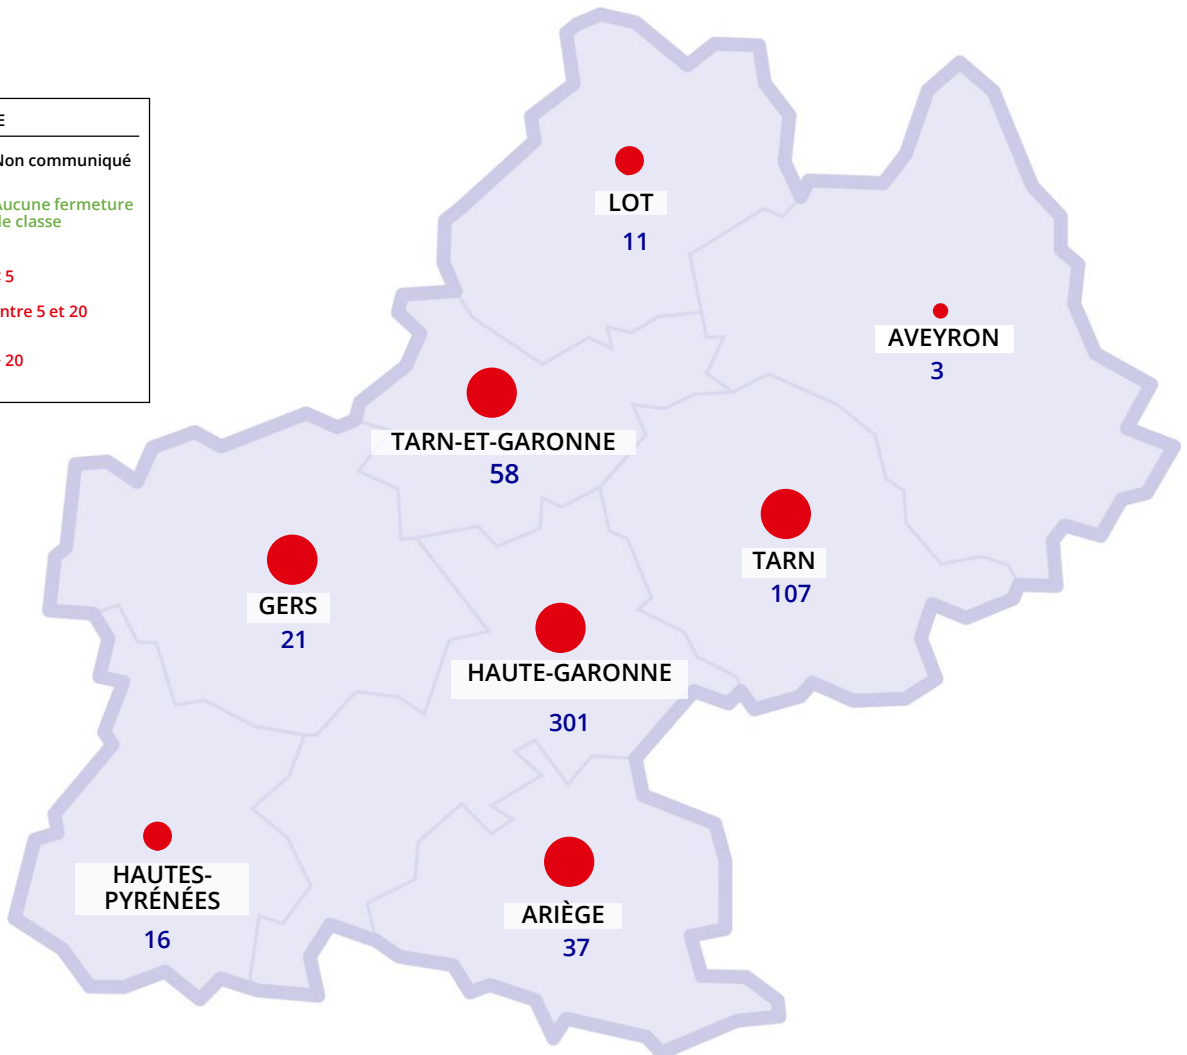 E
Non communiqué
Aucune fermeture
de classe
< 5
ntre 5 et 20
20
LOT
11
AVEYRON
3
TARN-ET-GARONNE
58
TARN
107
GERS
21
HAUTE-GARONNE
301
HAUTES-
PYRÉNÉES
16
ARIÈGE
37